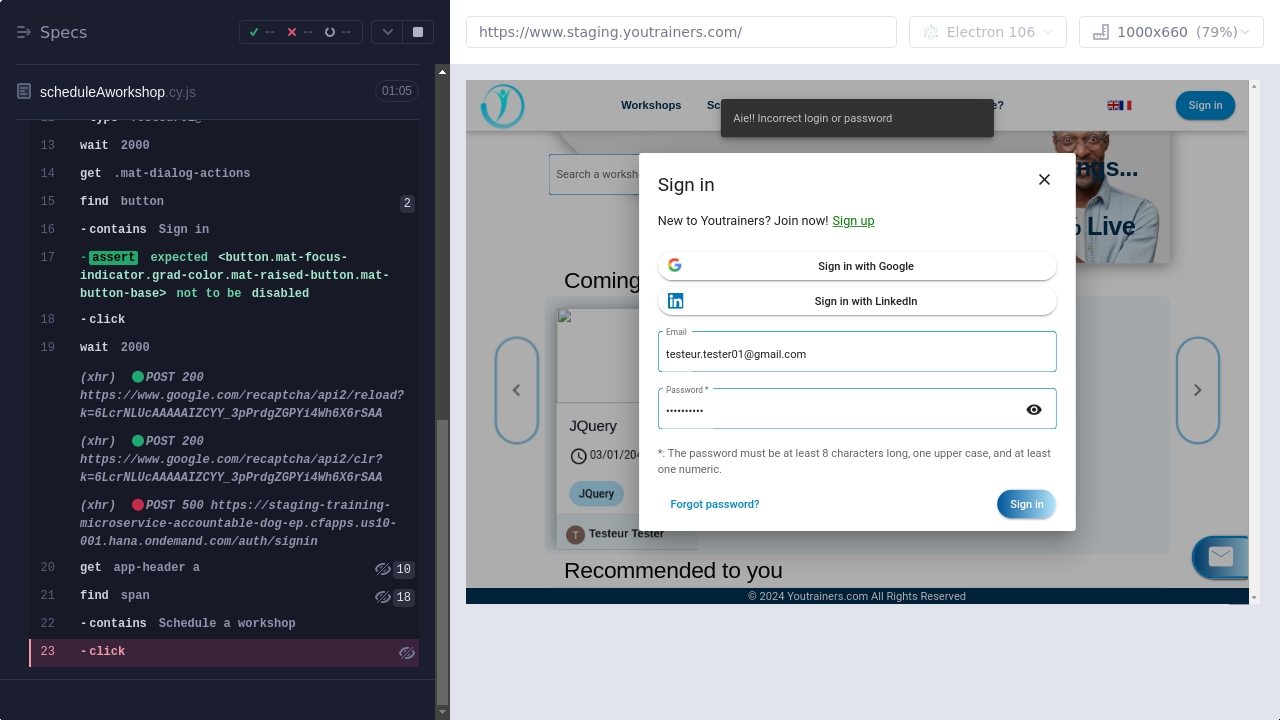 Specs
--
--
--
https://www.staging.youtrainers.com/
Electron 106
1000x660 (79%)
scheduleAworkshop.cy.js
01:05
13 wait 2000
14 get .mat-dialog-actions
15 find button 2
16 -contains Sign in
17 -assert expected <button.mat-focus-
indicator.grad-color.mat-raised-button.mat-
button-base> not to be disabled
18 -click
19 wait 2000
(xhr) POST 200
https://www.google.com/recaptcha/api2/reload?
k=6LcrNLUcAAAAAIZCYY_3pPrdgZGPYi4Wh6X6rSAA
(xhr) POST 200
https://www.google.com/recaptcha/api2/clr?
k=6LcrNLUcAAAAAIZCYY_3pPrdgZGPYi4Wh6X6rSAA
(xhr) POST 500 https://staging-training-
microservice-accountable-dog-ep.cfapps.us10-
001.hana.ondemand.com/auth/signin
20 get app-header a 10
21 find span 18
22 -contains Schedule a workshop
23 -click
Workshops
Sc
e?
Sign in
Aie!! Incorrect login or password
Search a worksh
ngs...
% Live
Coming
JQuery
03/01/204
JQuery
T
Testeur Tester
Recommended to you
© 2024 Youtrainers.com All Rights Reserved
Sign in
New to Youtrainers? Join now! Sign up
Sign in with Google
Sign in with LinkedIn
Email
testeur.tester01@gmail.com
Password *
••••••••••
*: The password must be at least 8 characters long, one upper case, and at least
one numeric.
Forgot password?
Sign in